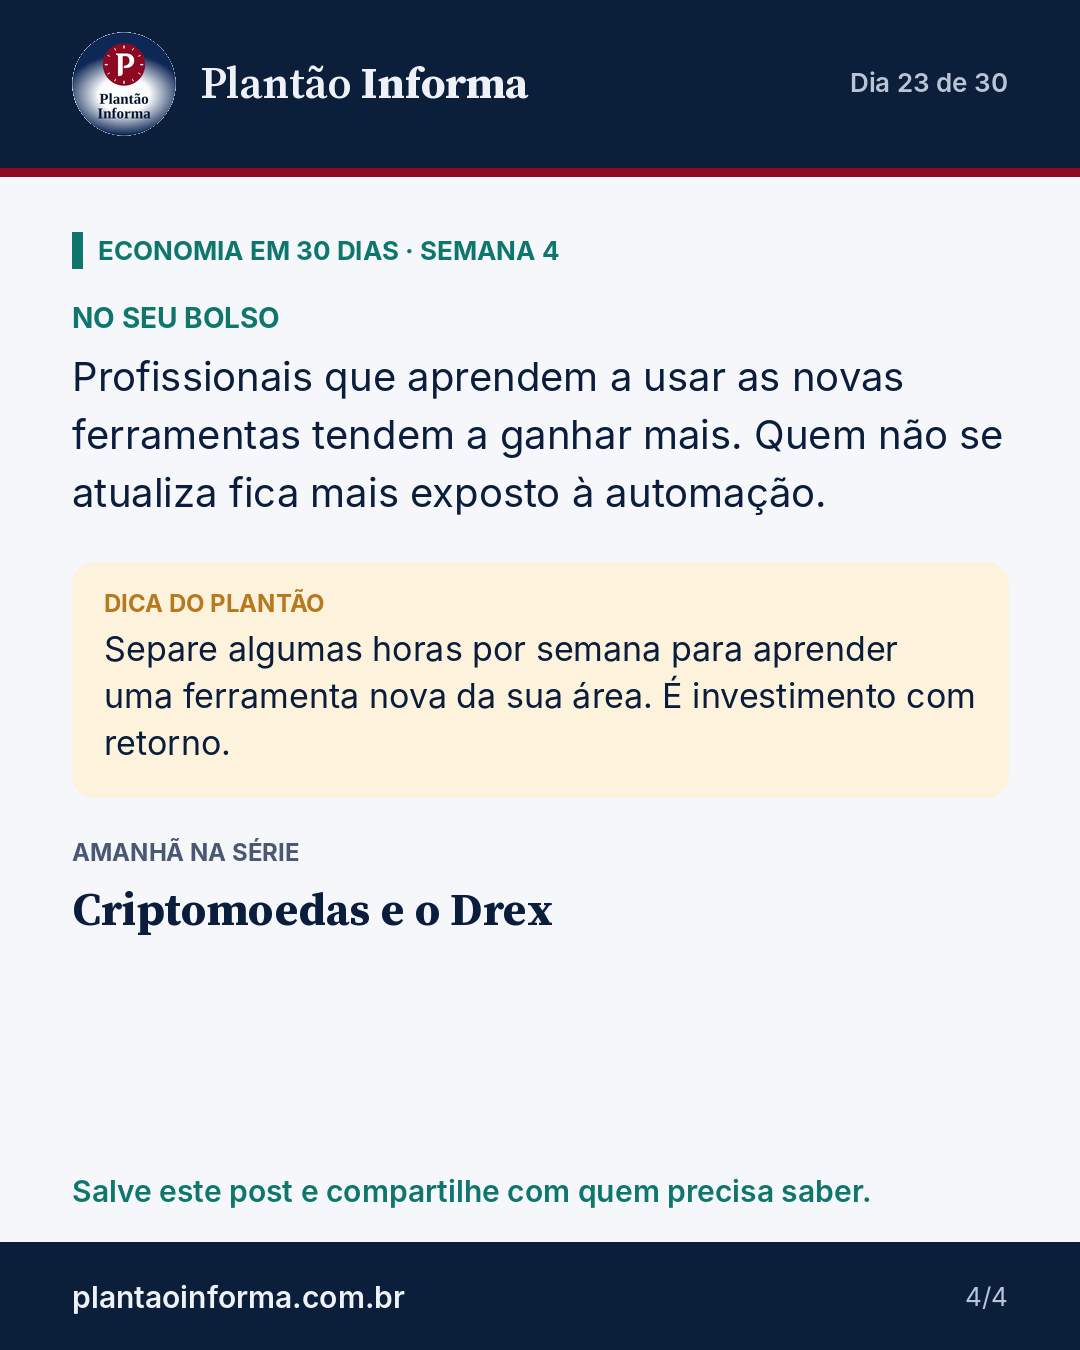 P
Plantão
Informa
Plantão Informa
Dia 23 de 30
ECONOMIA EM 30 DIAS · SEMANA 4
NO SEU BOLSO
Profissionais que aprendem a usar as novas
ferramentas tendem a ganhar mais. Quem não se
atualiza fica mais exposto à automação.
DICA DO PLANTÃO
Separe algumas horas por semana para aprender
uma ferramenta nova da sua área. É investimento com
retorno.
AMANHÃ NA SÉRIE
Criptomoedas e o Drex
Salve este post e compartilhe com quem precisa saber.
plantaoinforma.com.br
4/4